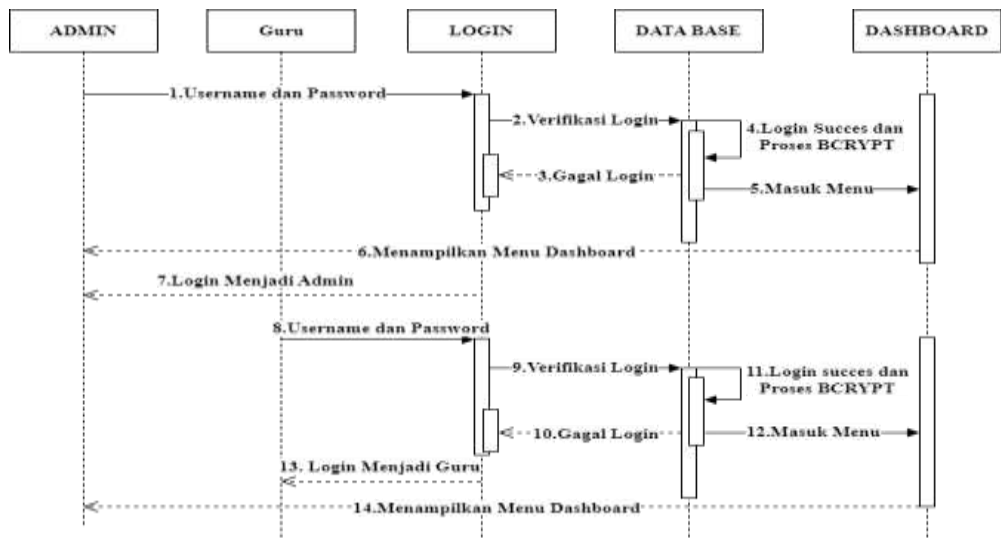 ADMIN
Guru
LOGIN
DATA BASE
DASHBOARD
1.Username dan Password
2.Verifikasi Login
4.Login Succes dan
Proses BCRYPT
3.Gagal Login
5.Masuk Menu
6.Menampilkan Menu Dashboard
7.Login Menjadi Admin
8.Username dan Password
9.Verifikasi Login
11.Login succes dan
Proses BCRYPT
10.Gagal Login
12.Masuk Menu
13. Login Menjadi Guru
14.Menampilkan Menu Dashboard